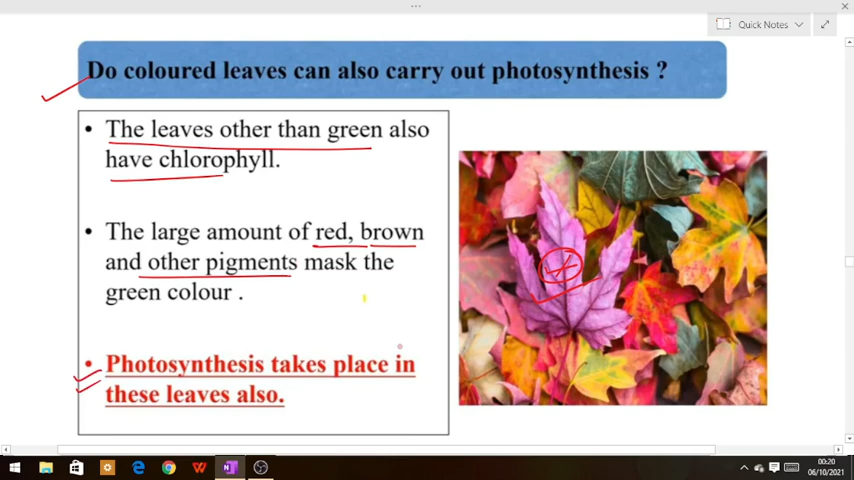 Quick Notes
Do coloured leaves can also carry out photosynthesis ?
• The leaves other than green also
have chlorophyll.
• The large amount of red, brown
and other pigments mask the
green colour .
• Photosynthesis takes place in
these leaves also.
00:20
06/10/2021